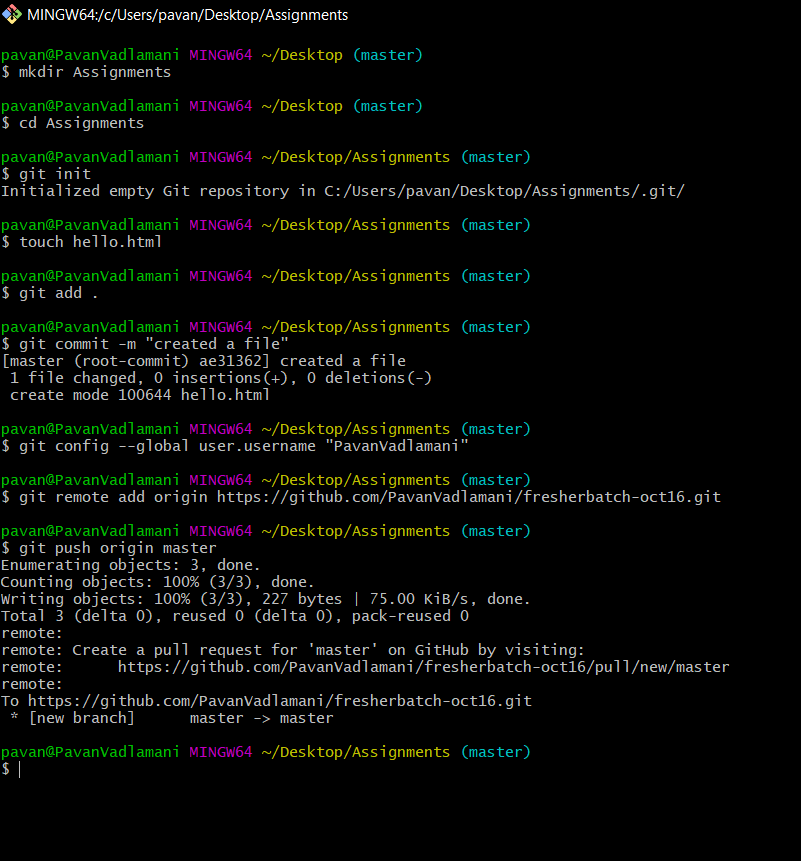 MINGW64:/c/Users/pavan/Desktop/Assignments
pavan@PavanVadlamani MINGW64 ~/Desktop (master)
$ mkdir Assignments
pavan@PavanVadlamani MINGW64 ~/Desktop (master)
$ cd Assignments
pavan@PavanVadlamani MINGW64 ~/Desktop/Assignments (master)
$ git init
Initialized empty Git repository in C:/Users/pavan/Desktop/Assignments/.git/
pavan@PavanVadlamani MINGW64 ~/Desktop/Assignments (master)
$ touch hello.html
pavan@PavanVadlamani MINGW64 ~/Desktop/Assignments (master)
$ git add .
pavan@PavanVadlamani MINGW64 ~/Desktop/Assignments (master)
$ git commit -m "created a file"
[master (root-commit) ae31362] created a file
 1 file changed, 0 insertions(+), 0 deletions(-)
 create mode 100644 hello.html
pavan@PavanVadlamani MINGW64 ~/Desktop/Assignments (master)
$ git config --global user.username "PavanVadlamani"
pavan@PavanVadlamani MINGW64 ~/Desktop/Assignments (master)
$ git remote add origin https://github.com/PavanVadlamani/fresherbatch-oct16.git
pavan@PavanVadlamani MINGW64 ~/Desktop/Assignments (master)
$ git push origin master
Enumerating objects: 3, done.
Counting objects: 100% (3/3), done.
Writing objects: 100% (3/3), 227 bytes | 75.00 KiB/s, done.
Total 3 (delta 0), reused 0 (delta 0), pack-reused 0
remote:
remote: Create a pull request for 'master' on GitHub by visiting:
remote:      https://github.com/PavanVadlamani/fresherbatch-oct16/pull/new/master
remote:
To https://github.com/PavanVadlamani/fresherbatch-oct16.git
 * [new branch]      master -> master
pavan@PavanVadlamani MINGW64 ~/Desktop/Assignments (master)
$